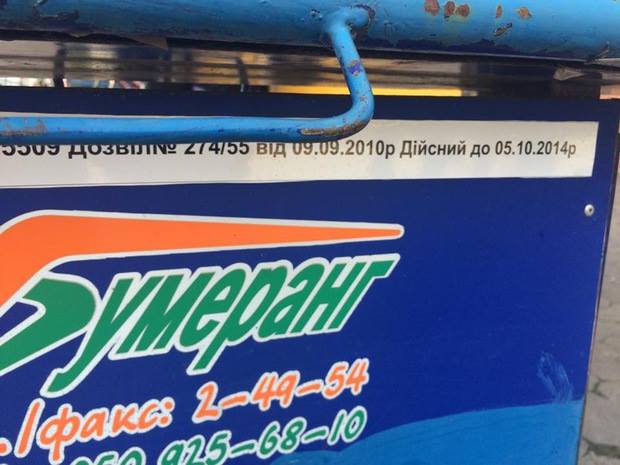 5509 Дозвіл№ 274/55 від 09.09.2010р Дійсний до 05.10.2014р
Бумеранг
./факс: 2-49-54
050 925-68-10